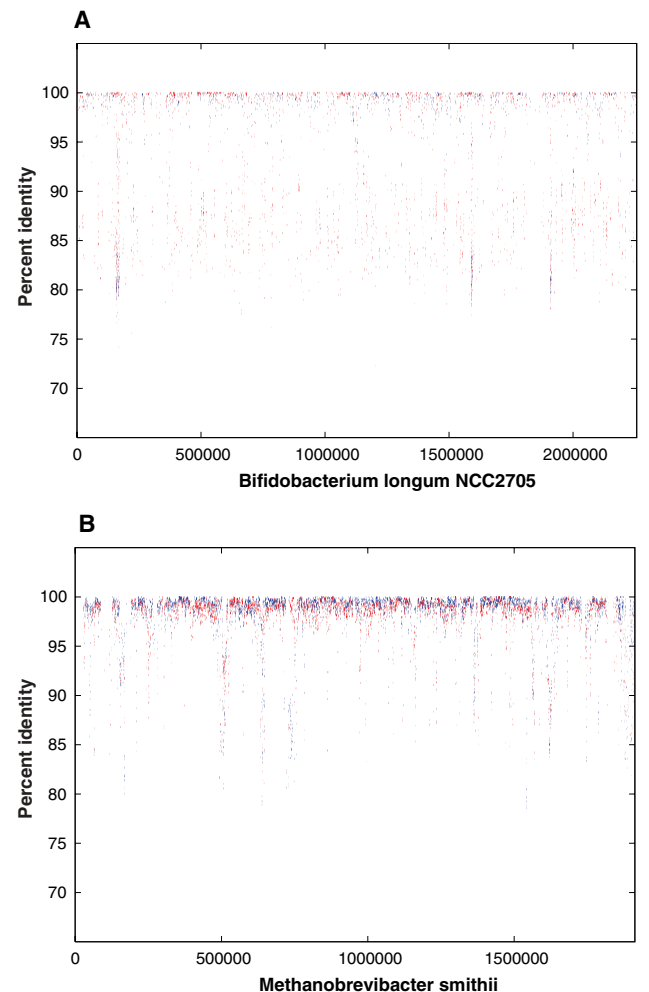 A
100
95
90
85
80
75
70
Percent identity
0 500000 1000000 1500000 2000000
Bifidobacterium longum NCC2705
B
100
95
90
85
80
75
70
Percent identity
0 500000 1000000 1500000
Methanobrevibacter smithii